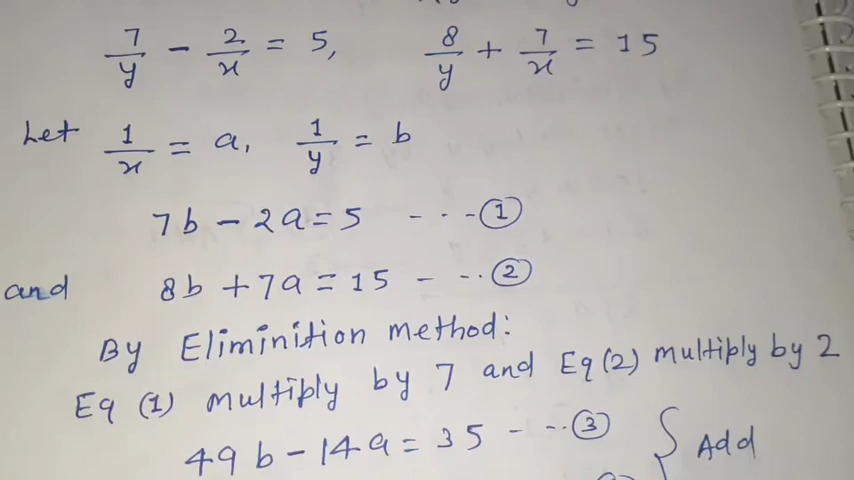 7/y - 2/x = 5, 8/y + 7/x = 15
Let 1/x = a, 1/y = b
7b - 2a = 5 - - - ①
and 8b + 7a = 15 - - - ②
By Eliminition method:
Eq (1) multiply by 7 and Eq (2) multiply by 2
49b - 14a = 35 - - - ③ } Add